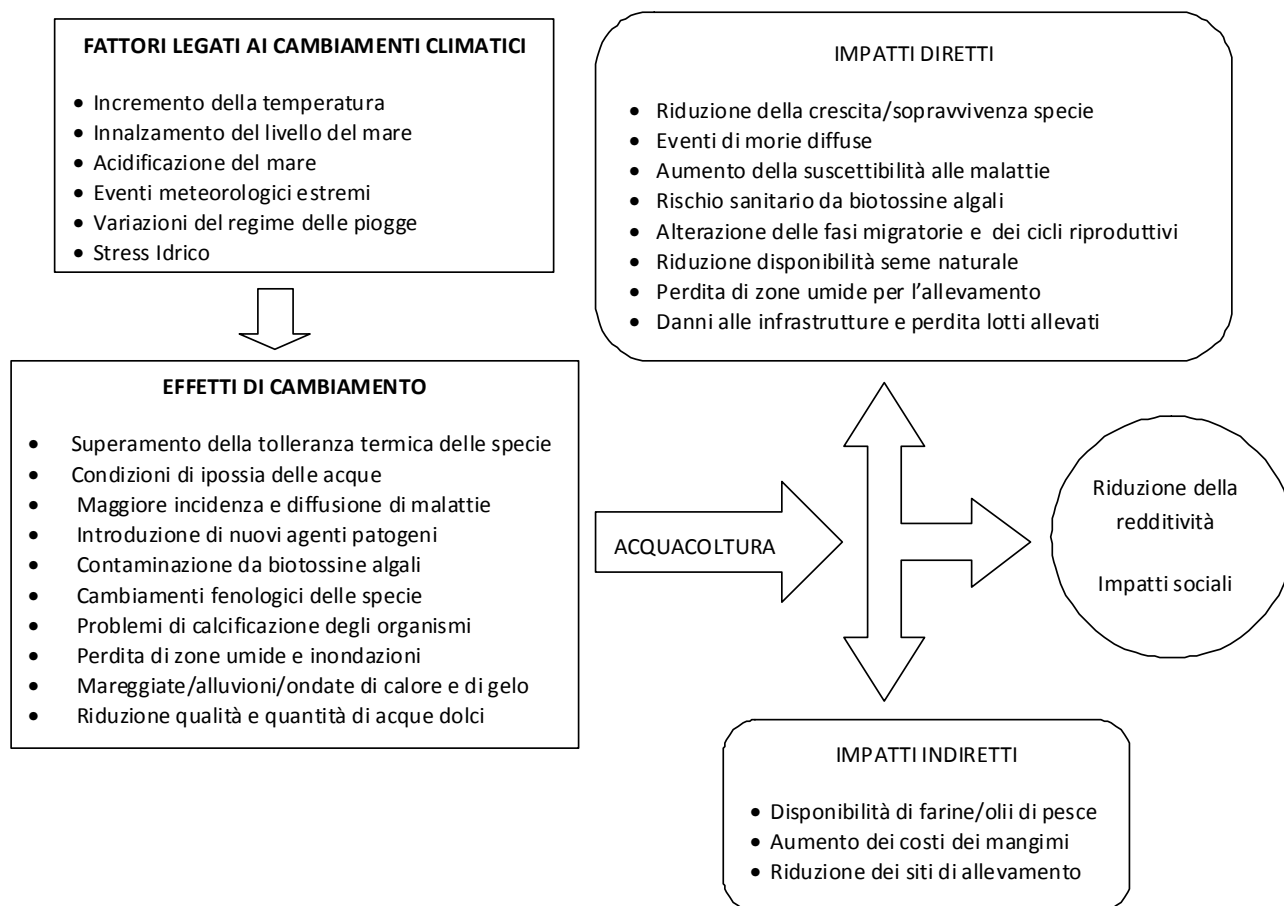 FATTORI LEGATI AI CAMBIAMENTI CLIMATICI
• Incremento della temperatura
• Innalzamento del livello del mare
• Acidificazione del mare
• Eventi meteorologici estremi
• Variazioni del regime delle piogge
• Stress Idrico
EFFETTI DI CAMBIAMENTO
• Superamento della tolleranza termica delle specie
• Condizioni di ipossia delle acque
• Maggiore incidenza e diffusione di malattie
• Introduzione di nuovi agenti patogeni
• Contaminazione da biotossine algali
• Cambiamenti fenologici delle specie
• Problemi di calcificazione degli organismi
• Perdita di zone umide e inondazioni
• Mareggiate/alluvioni/ondate di calore e di gelo
• Riduzione qualità e quantità di acque dolci
ACQUACOLTURA
IMPATTI DIRETTI
• Riduzione della crescita/sopravvivenza specie
• Eventi di morie diffuse
• Aumento della suscettibilità alle malattie
• Rischio sanitario da biotossine algali
• Alterazione delle fasi migratorie e dei cicli riproduttivi
• Riduzione disponibilità seme naturale
• Perdita di zone umide per l'allevamento
• Danni alle infrastrutture e perdita lotti allevati
Riduzione della
redditività
Impatti sociali
IMPATTI INDIRETTI
• Disponibilità di farine/olii di pesce
• Aumento dei costi dei mangimi
• Riduzione dei siti di allevamento